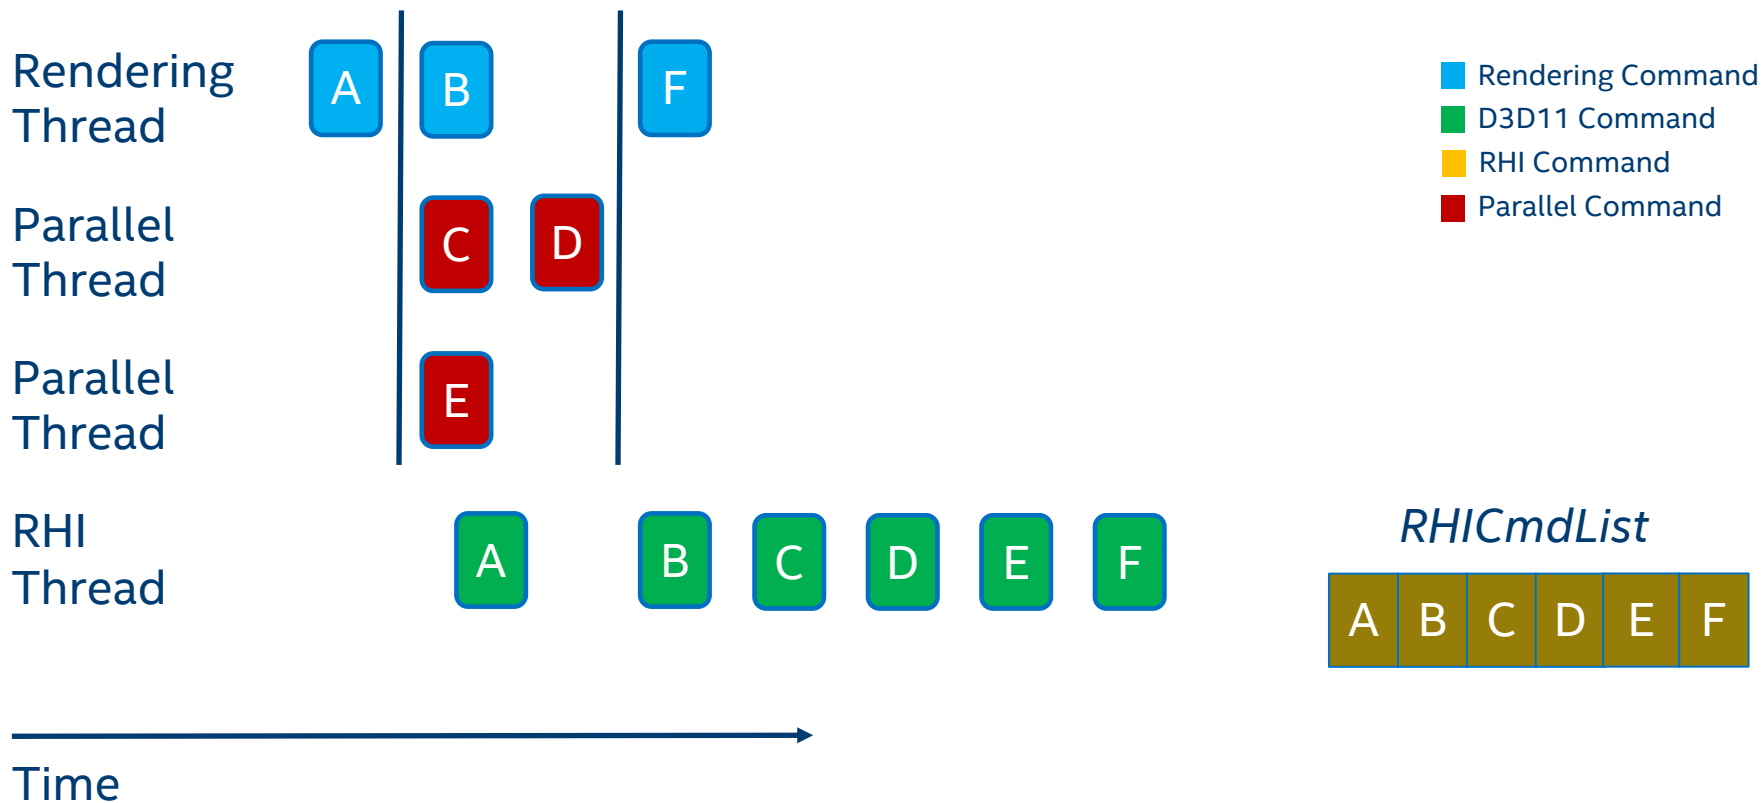 Rendering
Thread
A
B
F
Rendering Command
D3D11 Command
RHI Command
Parallel Command
Parallel
Thread
C
D
Parallel
Thread
E
RHI
Thread
A
B
C
D
E
F
RHICmdList
A B C D E F
Time